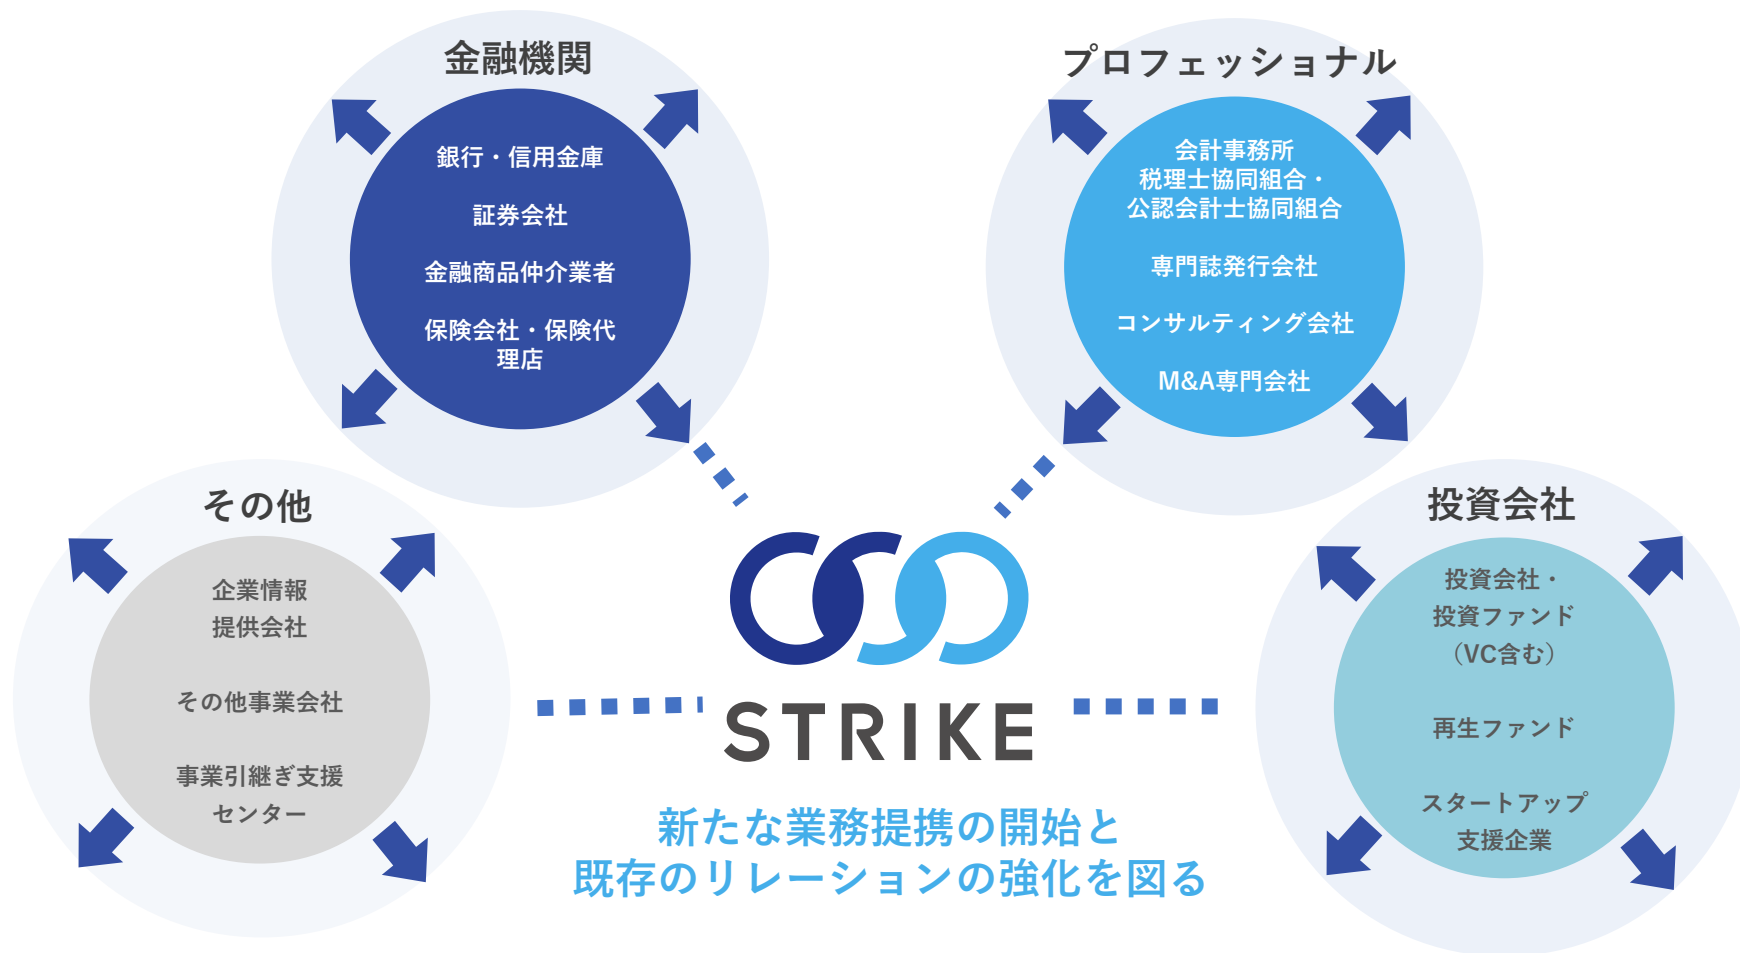 金融機関
銀行・信用金庫
証券会社
金融商品仲介業者
保険会社・保険代
理店
プロフェッショナル
会計事務所
税理士協同組合・
公認会計士協同組合
専門誌発行会社
コンサルティング会社
M&A専門会社
その他
企業情報
提供会社
その他事業会社
事業引継ぎ支援
センター
STRIKE
新たな業務提携の開始と
既存のリレーションの強化を図る
投資会社
投資会社・
投資ファンド
（VC含む）
再生ファンド
スタートアップ
支援企業